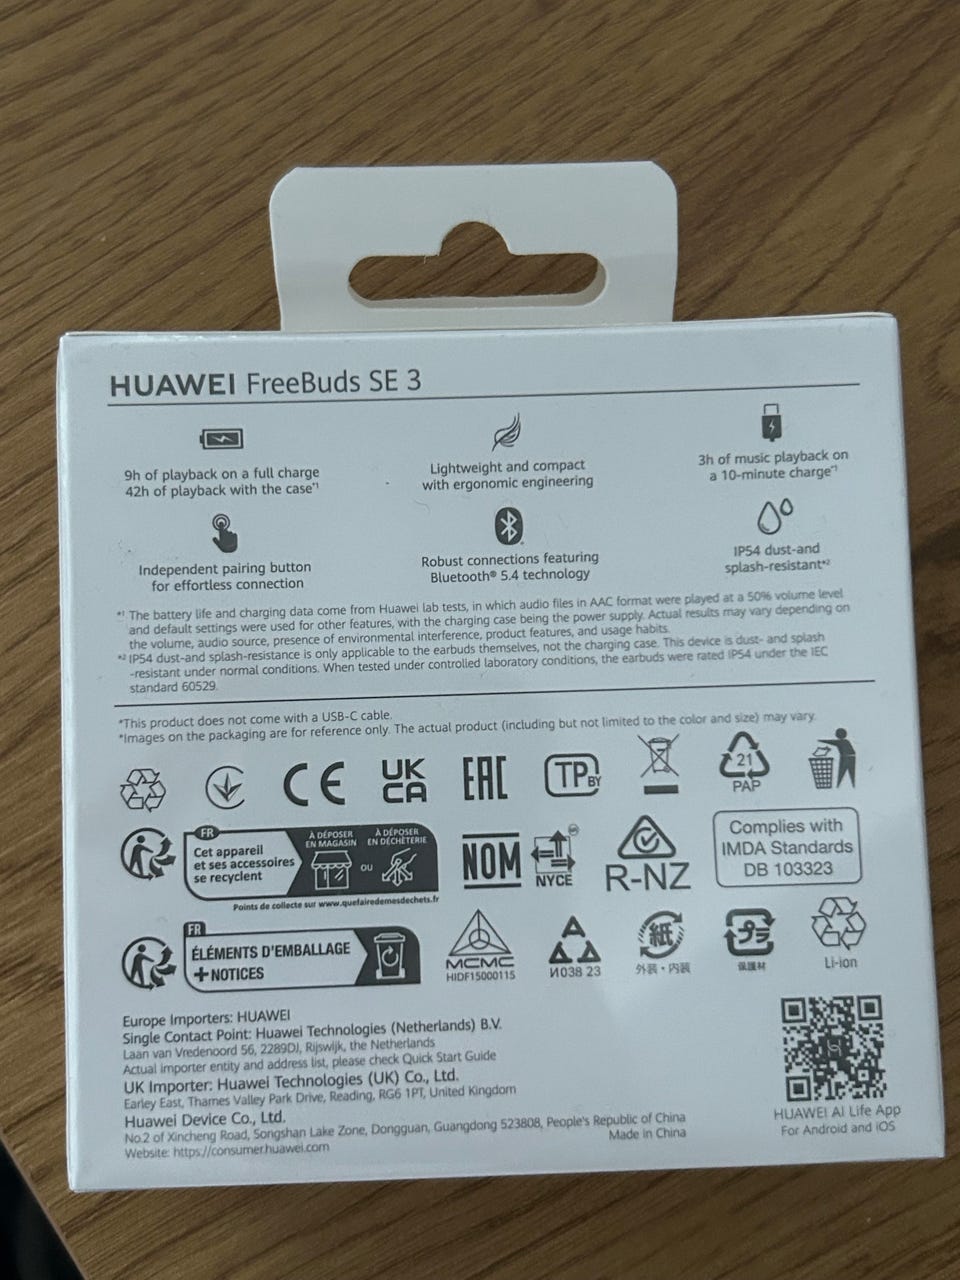 HUAWEI FreeBuds SE 3
9h of playback on a full charge
42h of playback with the case*1
Lightweight and compact
with ergonomic engineering
3h of music playback on
a 10-minute charge*1
Independent pairing button
for effortless connection
Robust connections featuring
Bluetooth® 5.4 technology
IP54 dust-and
splash-resistant*2
*1 The battery life and charging data come from Huawei lab tests, in which audio files in AAC format were played at a 50% volume level
and default settings were used for other features, with the charging case being the power supply. Actual results may vary depending on
the volume, audio source, presence of environmental interference, product features, and usage habits.
*2 IP54 dust-and splash-resistance is only applicable to the earbuds themselves, not the charging case. This device is dust- and splash
-resistant under normal conditions. When tested under controlled laboratory conditions, the earbuds were rated IP54 under the IEC
standard 60529.
*This product does not come with a USB-C cable.
*Images on the packaging are for reference only. The actual product (including but not limited to the color and size) may vary.
CE
UK
CA
EAC
TP BY
21
PAP
FR
Cet appareil
et ses accessoires
se recyclent
À DÉPOSER
EN MAGASIN
OU
À DÉPOSER
EN DÉCHÈTERIE
Points de collecte sur www.quefairedemesdechets.fr
NOM
NYCE
R-NZ
Complies with
IMDA Standards
DB 103323
FR
ÉLÉMENTS D'EMBALLAGE
+ NOTICES
MCMC
HIDF15000115
И038 23
紙
外装・内装
プラ
保護材
Li-ion
Europe Importers: HUAWEI
Single Contact Point: Huawei Technologies (Netherlands) B.V.
Laan van Vredenoord 56, 2289DJ, Rijswijk, the Netherlands
Actual importer entity and address list, please check Quick Start Guide
UK Importer: Huawei Technologies (UK) Co., Ltd.
Earley East, Thames Valley Park Drive, Reading, RG6 1PT, United Kingdom
Huawei Device Co., Ltd.
No.2 of Xincheng Road, Songshan Lake Zone, Dongguan, Guangdong 523808, People's Republic of China
Website: https://consumer.huawei.com
Made in China
HUAWEI AI Life App
For Android and iOS